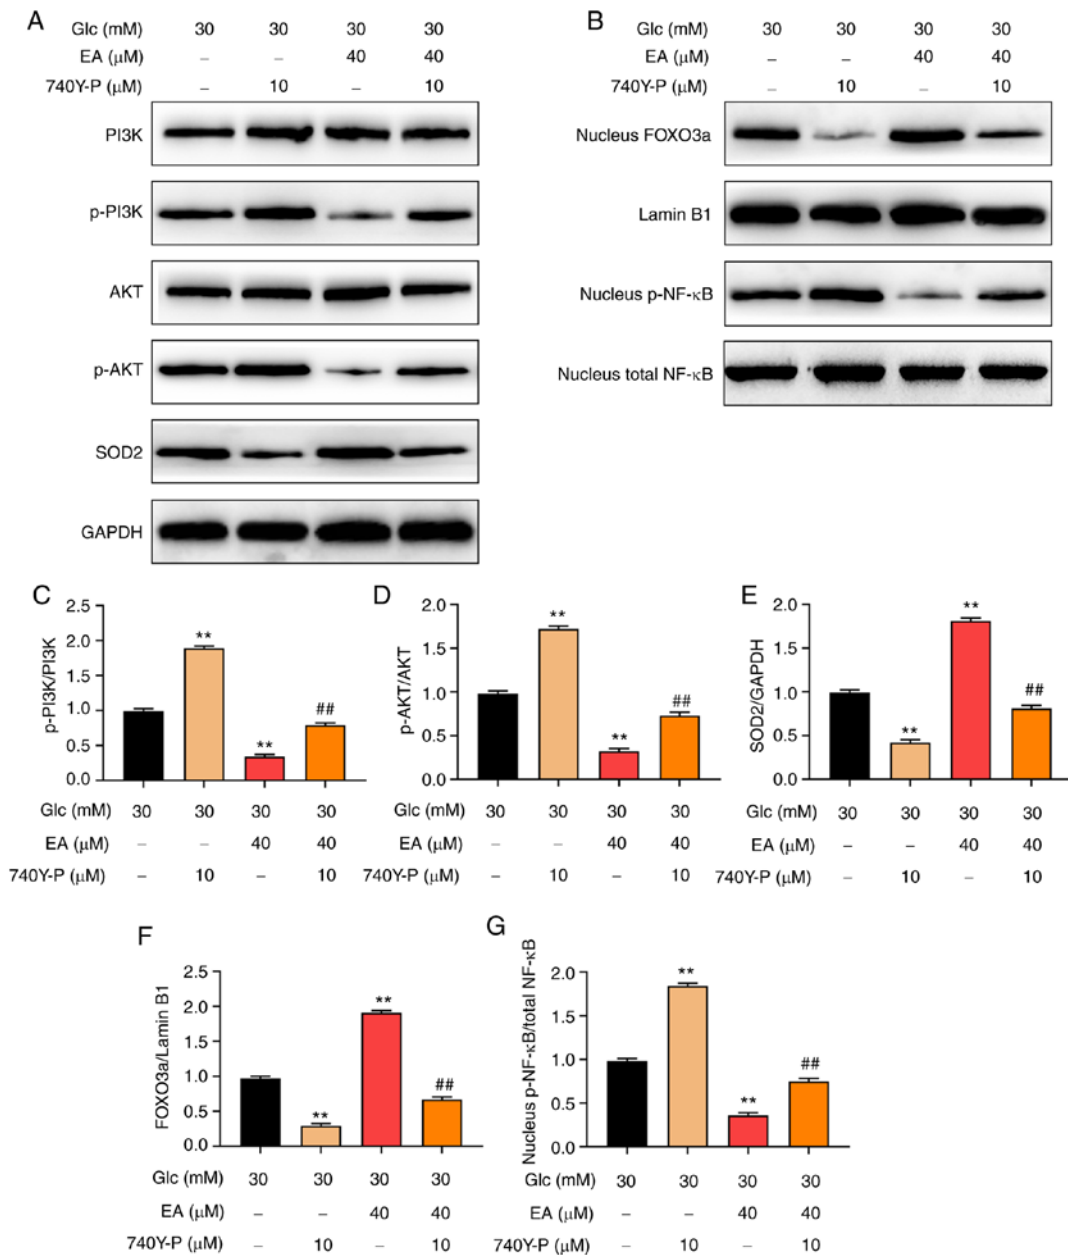 A
Glc (mM) 30 30 30 30
EA (μM) – – 40 40
740Y-P (μM) – 10 – 10
PI3K
p-PI3K
AKT
p-AKT
SOD2
GAPDH
B
Glc (mM) 30 30 30 30
EA (μM) – – 40 40
740Y-P (μM) – 10 – 10
Nucleus FOXO3a
Lamin B1
Nucleus p-NF-κB
Nucleus total NF-κB
C
p-PI3K/PI3K
2.5
2.0
1.5
1.0
0.5
0.0
**
**
##
Glc (mM) 30 30 30 30
EA (μM) – – 40 40
740Y-P (μM) – 10 – 10
D
p-AKT/AKT
2.0
1.5
1.0
0.5
0.0
**
**
##
Glc (mM) 30 30 30 30
EA (μM) – – 40 40
740Y-P (μM) – 10 – 10
E
SOD2/GAPDH
2.0
1.5
1.0
0.5
0.0
**
**
##
Glc (mM) 30 30 30 30
EA (μM) – – 40 40
740Y-P (μM) – 10 – 10
F
FOXO3a/Lamin B1
2.5
2.0
1.5
1.0
0.5
0.0
**
**
##
Glc (mM) 30 30 30 30
EA (μM) – – 40 40
740Y-P (μM) – 10 – 10
G
Nucleus p-NF-κB/total NF-κB
2.0
1.5
1.0
0.5
0.0
**
**
##
Glc (mM) 30 30 30 30
EA (μM) – – 40 40
740Y-P (μM) – 10 – 10